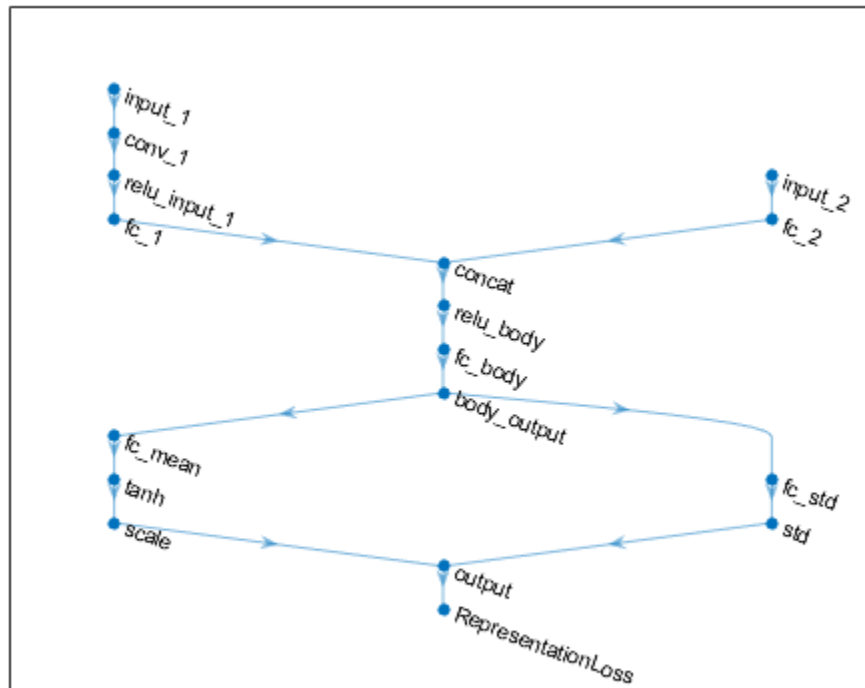 input_1
conv_1
relu_input_1
fc_1
input_2
fc_2
concat
relu_body
fc_body
body_output
fc_mean
tanh
scale
fc_std
std
output
RepresentationLoss